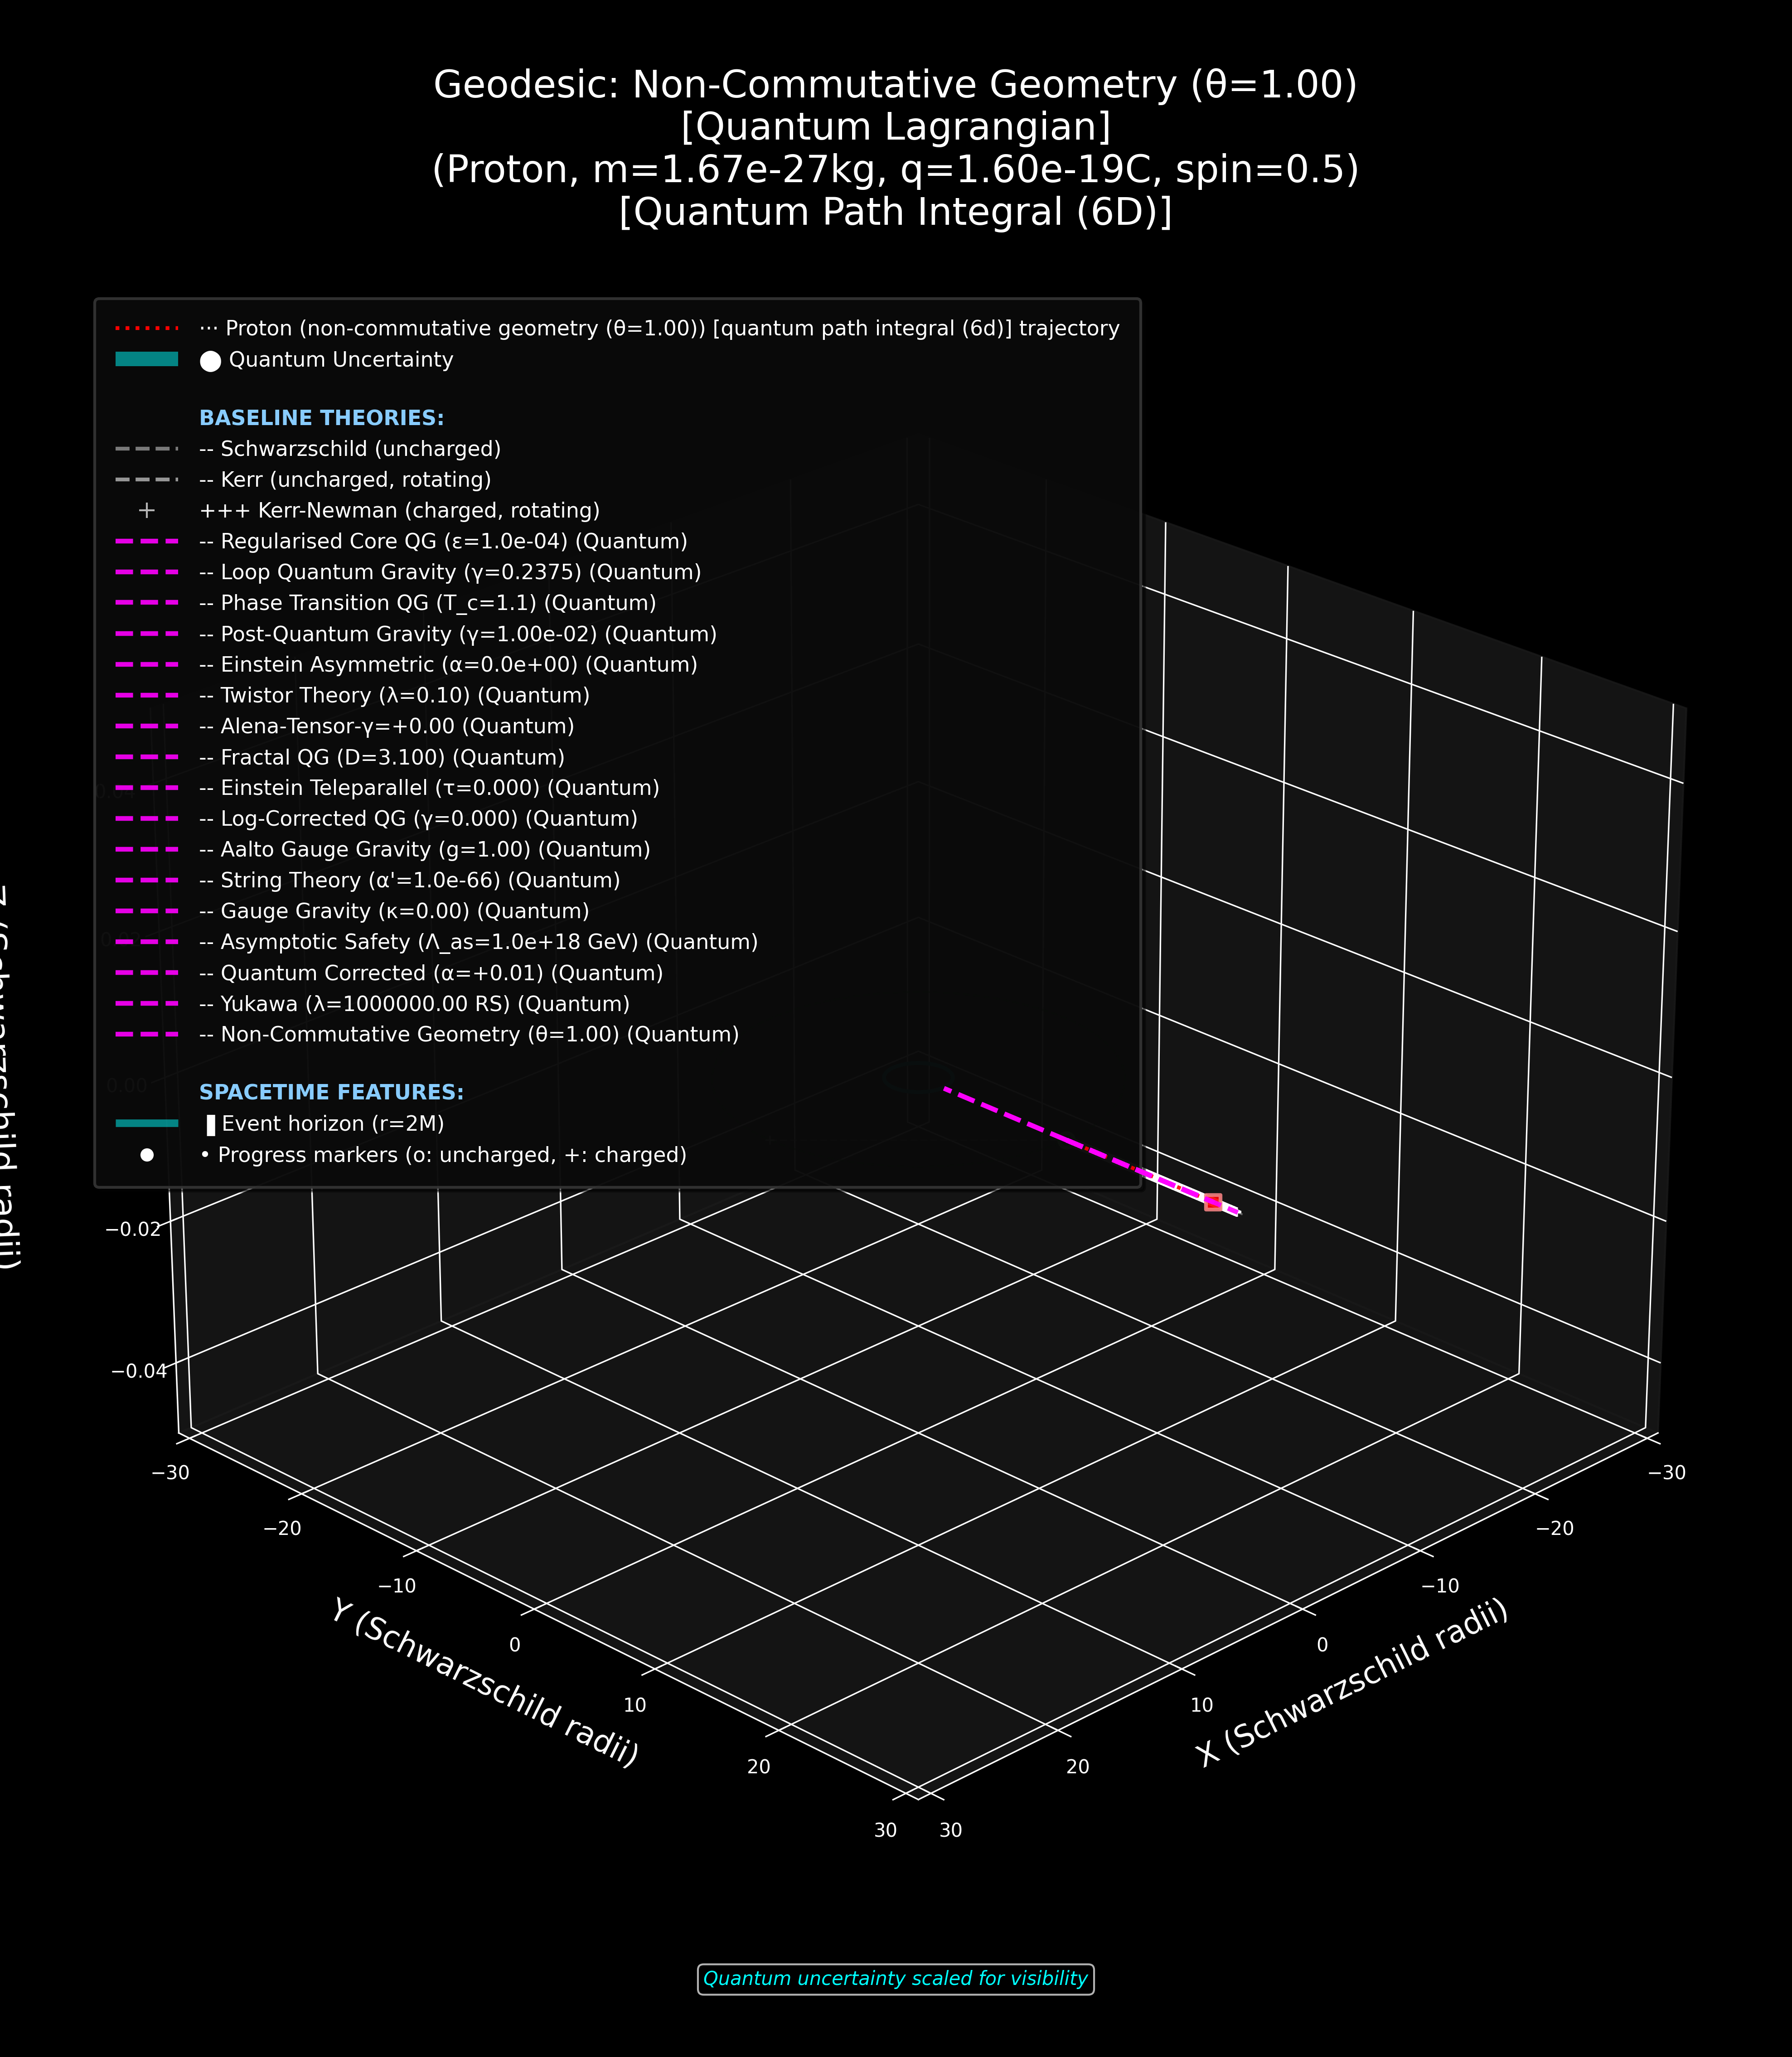 Geodesic: Non-Commutative Geometry (θ=1.00)
[Quantum Lagrangian]
(Proton, m=1.67e-27kg, q=1.60e-19C, spin=0.5)
[Quantum Path Integral (6D)]
··· Proton (non-commutative geometry (θ=1.00)) [quantum path integral (6d)] trajectory
● Quantum Uncertainty
BASELINE THEORIES:
-- Schwarzschild (uncharged)
-- Kerr (uncharged, rotating)
+++ Kerr-Newman (charged, rotating)
-- Regularised Core QG (ε=1.0e-04) (Quantum)
-- Loop Quantum Gravity (γ=0.2375) (Quantum)
-- Phase Transition QG (T_c=1.1) (Quantum)
-- Post-Quantum Gravity (γ=1.00e-02) (Quantum)
-- Einstein Asymmetric (α=0.0e+00) (Quantum)
-- Twistor Theory (λ=0.10) (Quantum)
-- Alena-Tensor-γ=+0.00 (Quantum)
-- Fractal QG (D=3.100) (Quantum)
-- Einstein Teleparallel (τ=0.000) (Quantum)
-- Log-Corrected QG (γ=0.000) (Quantum)
-- Aalto Gauge Gravity (g=1.00) (Quantum)
-- String Theory (α'=1.0e-66) (Quantum)
-- Gauge Gravity (κ=0.00) (Quantum)
-- Asymptotic Safety (Λ_as=1.0e+18 GeV) (Quantum)
-- Quantum Corrected (α=+0.01) (Quantum)
-- Yukawa (λ=1000000.00 RS) (Quantum)
-- Non-Commutative Geometry (θ=1.00) (Quantum)
SPACETIME FEATURES:
▮ Event horizon (r=2M)
• Progress markers (o: uncharged, +: charged)
0.04
0.02
0.00
−0.02
−0.04
Z (Schwarzschild radii)
−30
−20
−10
0
10
20
30
Y (Schwarzschild radii)
−30
−20
−10
0
10
20
30
X (Schwarzschild radii)
Quantum uncertainty scaled for visibility